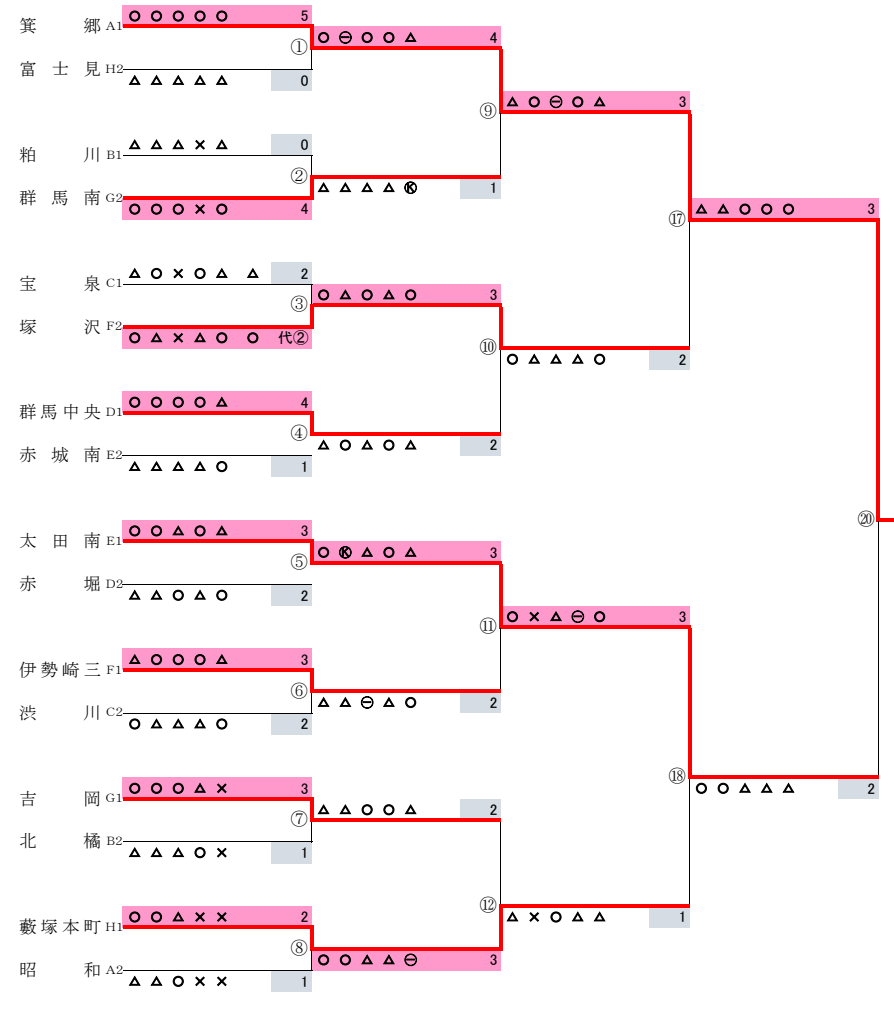 ○ ○ ○ ○ ○ 5
箕郷 A1
① ○ ⊖ ○ ○ △ 4
富士見 H2
△ △ △ △ △ 0
⑨ △ ○ ⊖ ○ △ 3
△ △ △ × △ 0
粕川 B1
② △ △ △ △ Ⓚ 1
群馬南 G2
○ ○ ○ × ○ 4
⑰ △ △ ○ ○ ○ 3
△ ○ × ○ △ △ 2
宝泉 C1
③ ○ △ ○ △ ○ 3
塚沢 F2
○ △ × △ ○ ○ 代②
⑩ ○ △ △ △ ○ 2
○ ○ ○ ○ △ 4
群馬中央 D1
④ △ ○ △ ○ △ 2
赤城南 E2
△ △ △ △ ○ 1
⑳
○ ○ △ ○ △ 3
太田南 E1
⑤ ○ Ⓚ △ ○ △ 3
赤堀 D2
△ △ ○ △ ○ 2
⑪ ○ × △ ⊖ ○ 3
△ ○ ○ ○ △ 3
伊勢崎三 F1
⑥ △ △ ⊖ △ ○ 2
渋川 C2
○ △ △ △ ○ 2
⑱ ○ ○ △ △ △ 2
○ ○ ○ △ × 3
吉岡 G1
⑦ △ △ ○ ○ △ 2
北橘 B2
△ △ △ ○ × 1
⑫ △ × ○ △ △ 1
○ ○ △ × × 2
藪塚本町 H1
⑧ ○ ○ △ △ ⊖ 3
昭和 A2
△ △ ○ × × 1